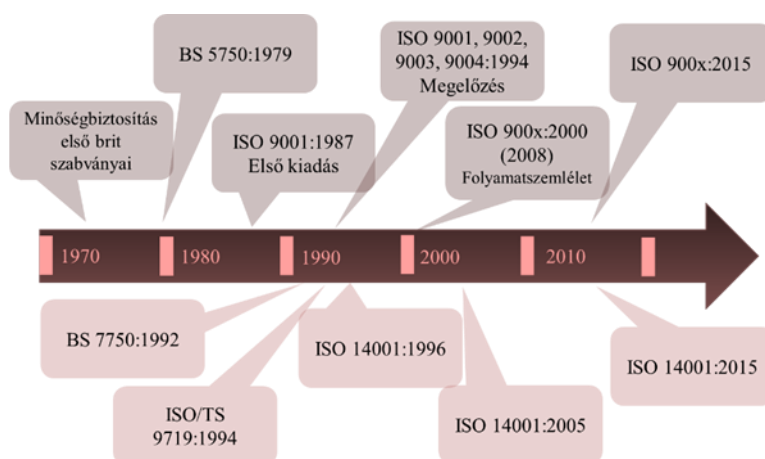 BS 5750:1979
ISO 9001, 9002,
9003, 9004:1994
Megelőzés
ISO 900x:2015
Minőségbiztosítás
első brit
szabványai
ISO 9001:1987
Első kiadás
ISO 900x:2000
(2008)
Folyamatszemlélet
1970
1980
1990
2000
2010
BS 7750:1992
ISO 14001:1996
ISO 14001:2015
ISO/TS
9719:1994
ISO 14001:2005